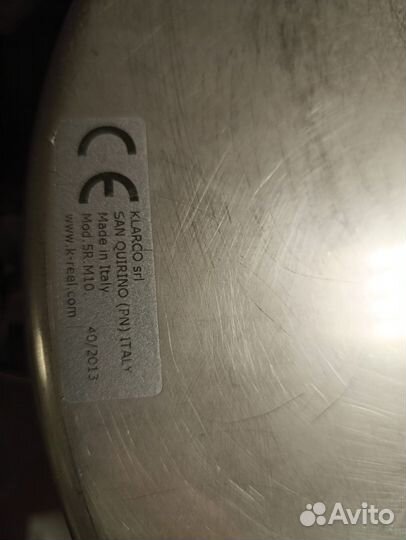 CE
KLARCO srl
SAN QUIRINO (PN) ITALY
Made in Italy
Mod.5R.M10. 40/2013
www.k-real.com
Avito